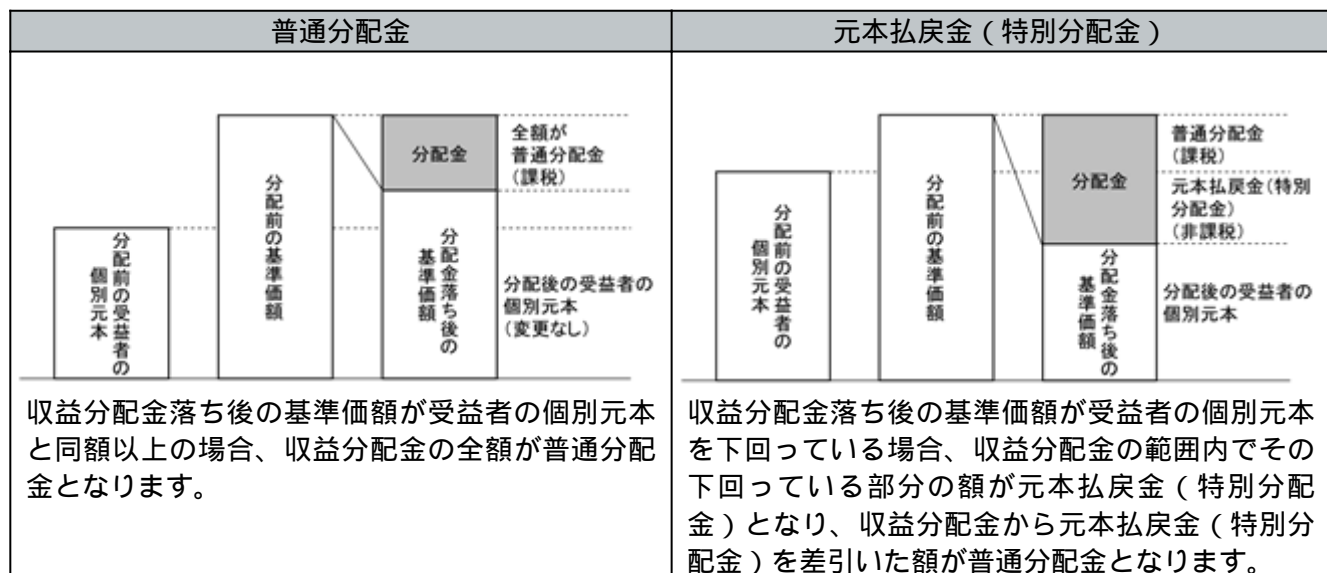 普通分配金
分配前の受益者の
個別元本
分配前の基準価額
分配金
分配金落ち後の
基準価額
全額が
普通分配金
(課税)
分配後の受益者の
個別元本
(変更なし)
収益分配金落ち後の基準価額が受益者の個別元本
と同額以上の場合、収益分配金の全額が普通分配
金となります。
元本払戻金(特別分配金)
分配前の受益者の
個別元本
分配前の基準価額
分配金
分配金落ち後の
基準価額
普通分配金
(課税)
元本払戻金(特別
分配金)
(非課税)
分配後の受益者の
個別元本
収益分配金落ち後の基準価額が受益者の個別元本
を下回っている場合、収益分配金の範囲内でその
下回っている部分の額が元本払戻金(特別分配
金)となり、収益分配金から元本払戻金(特別分
配金)を差引いた額が普通分配金となります。